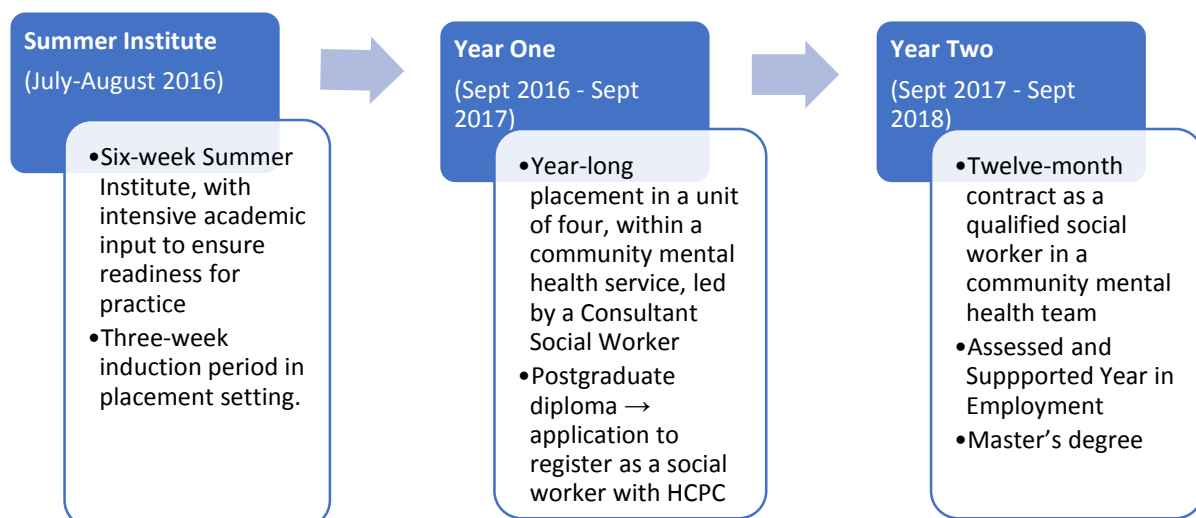 Summer Institute
(July-August 2016)
•Six-week Summer
Institute, with
intensive academic
input to ensure
readiness for
practice
•Three-week
induction period in
placement setting.
Year One
(Sept 2016 - Sept
2017)
•Year-long
placement in a unit
of four, within a
community mental
health service, led
by a Consultant
Social Worker
•Postgraduate
diploma →
application to
register as a social
worker with HCPC
Year Two
(Sept 2017 - Sept
2018)
•Twelve-month
contract as a
qualified social
worker in a
community mental
health team
•Assessed and
Suppported Year in
Employment
•Master’s degree